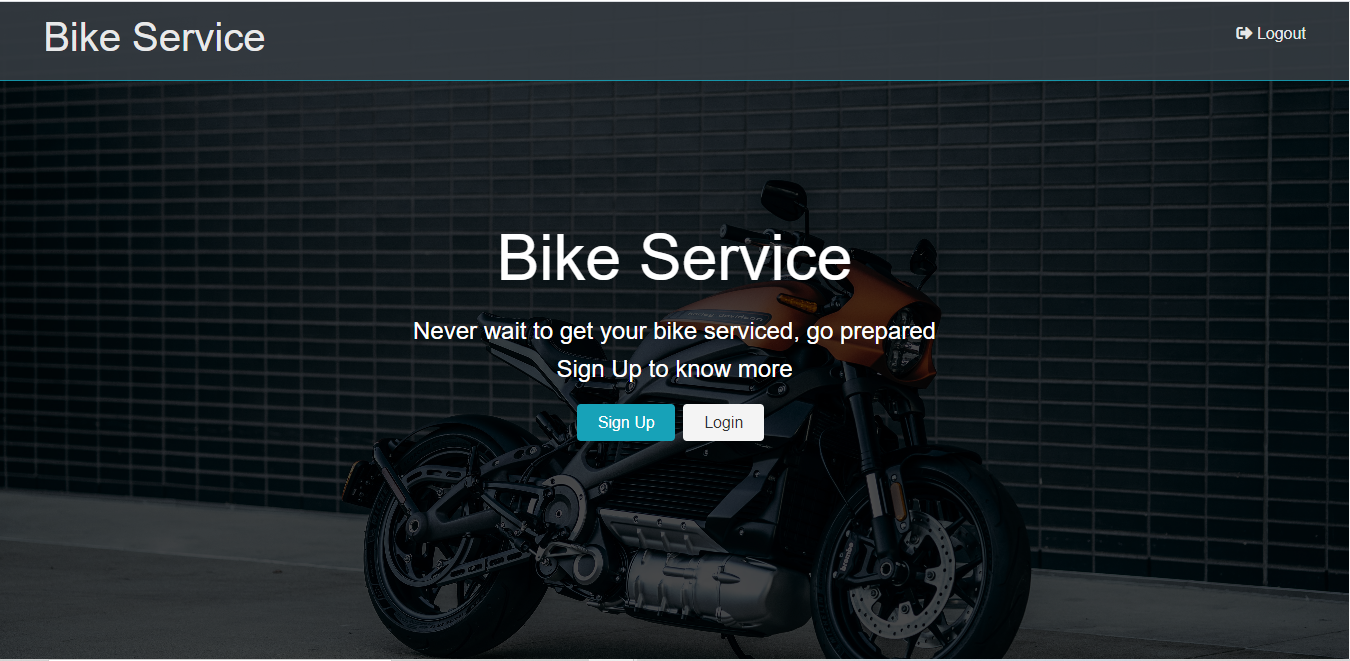 Bike Service
Logout
Bike Service
Never wait to get your bike serviced, go prepared
Sign Up to know more
Sign Up
Login